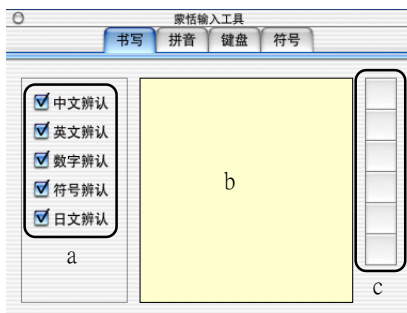 蒙恬输入工具
书写 拼音 键盘 符号
中文辨认
英文辨认
数字辨认
符号辨认
日文辨认
a
b
c